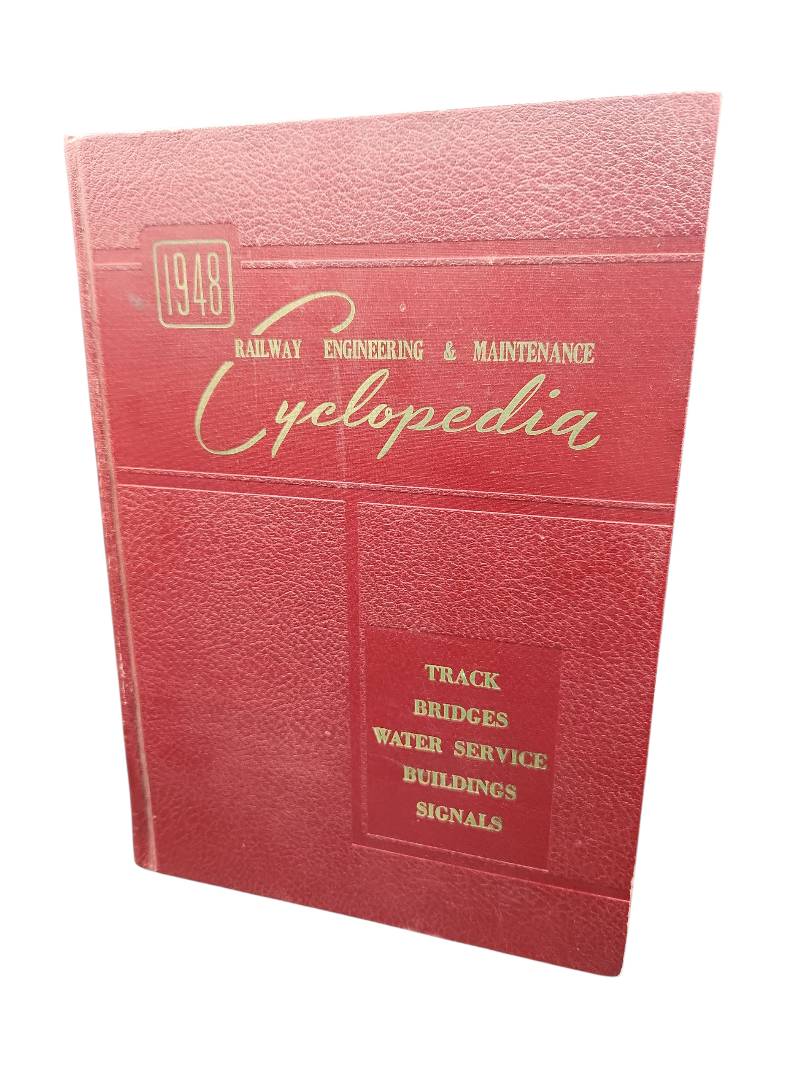 1948
RAILWAY ENGINEERING & MAINTENANCE
Cyclopedia
TRACK
BRIDGES
WATER SERVICE
BUILDINGS
SIGNALS